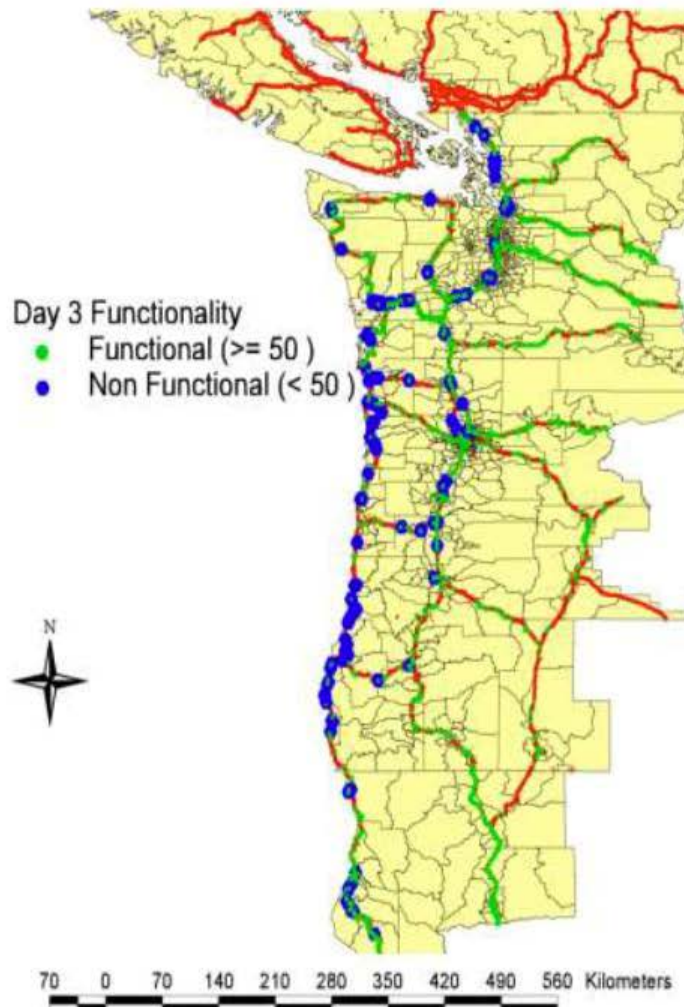 Day 3 Functionality
Functional (>= 50 )
Non Functional (< 50 )
N
70 0 70 140 210 280 350 420 490 560 Kilometers